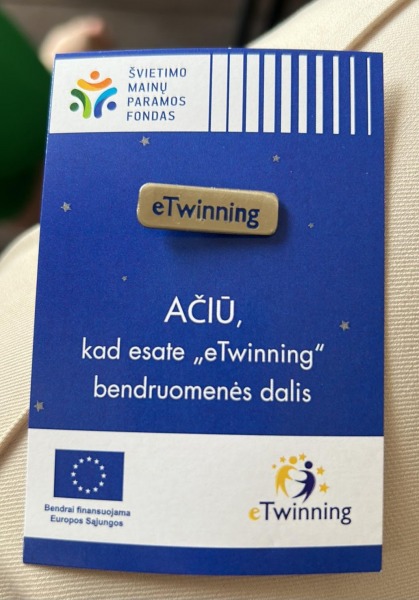 ŠVIETIMO
MAINŲ
PARAMOS
FONDAS
eTwinning
AČIŪ,
kad esate „eTwinning“
bendruomenės dalis
Bendrai finansuojama
Europos Sąjungos
eTwinning